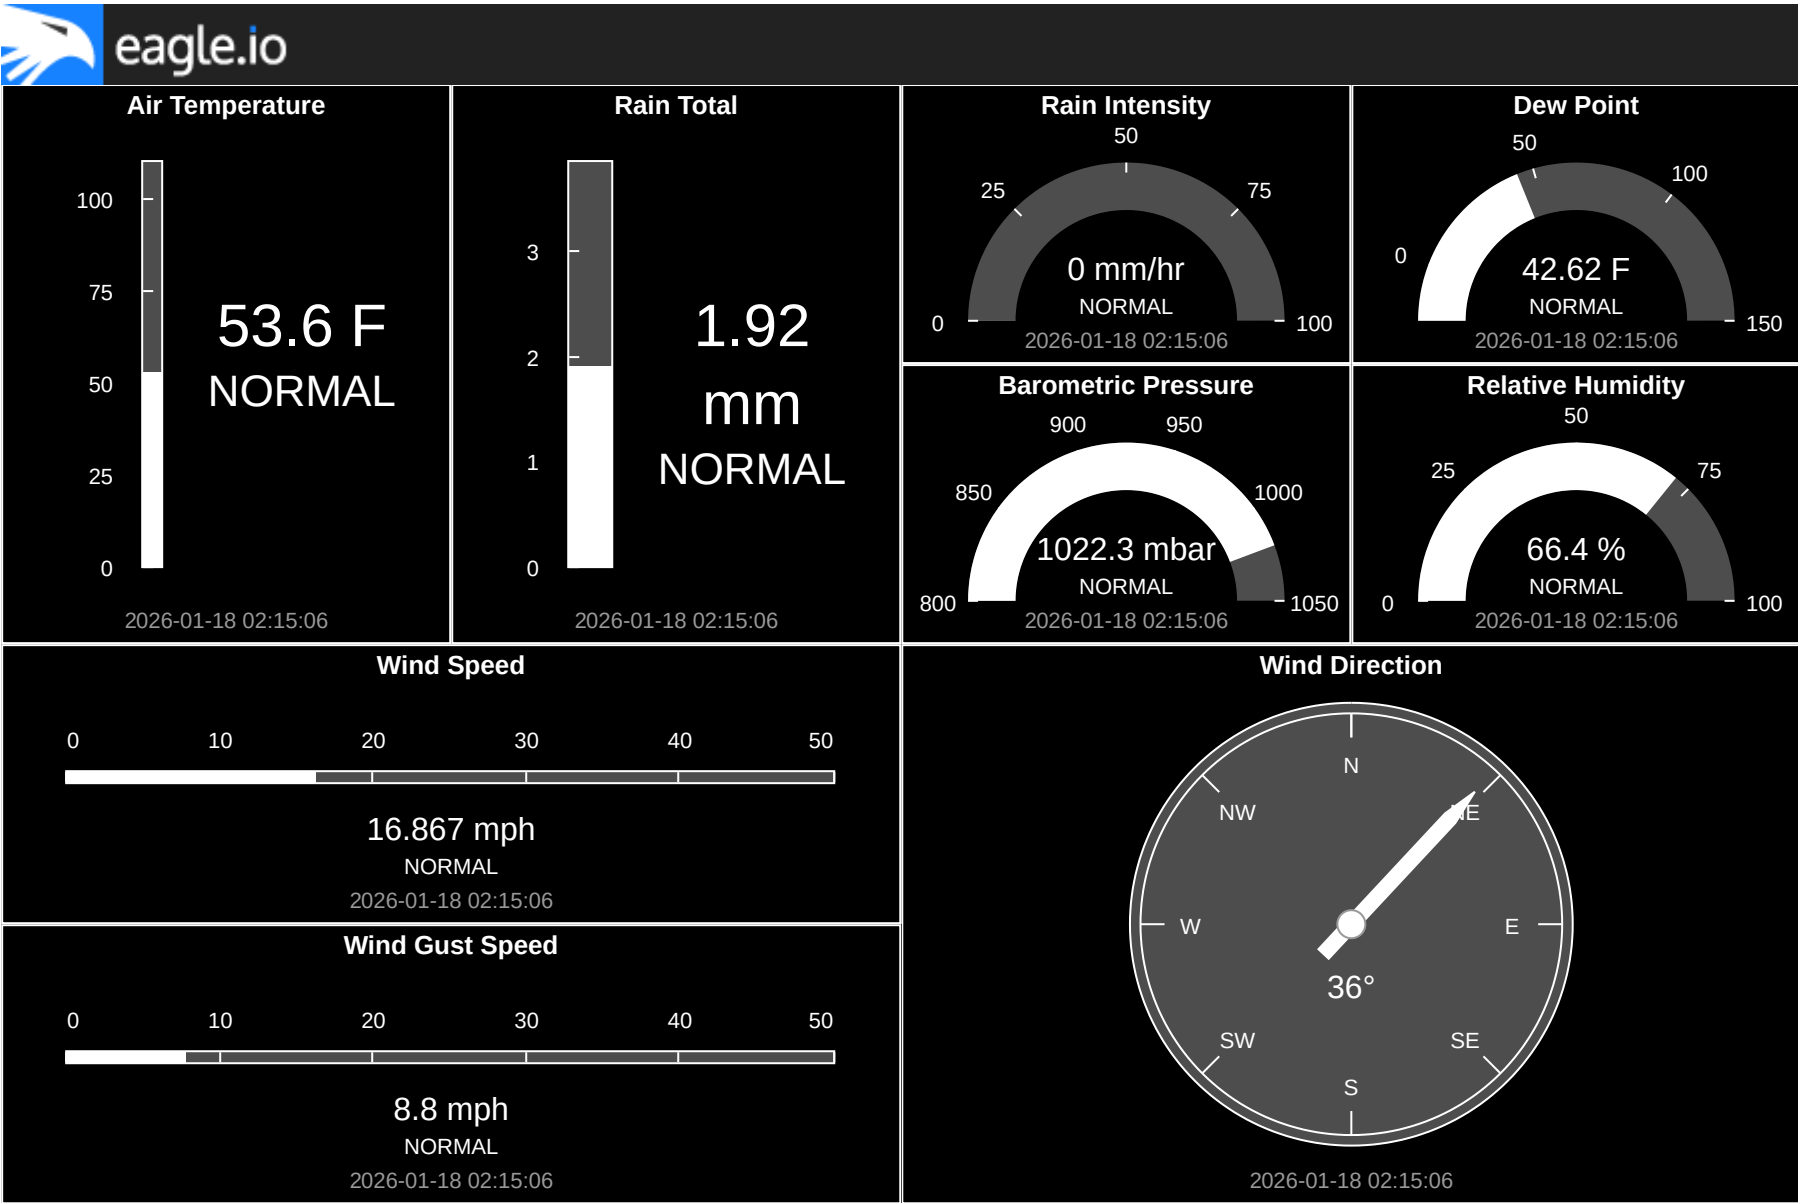 eagle.io
Air Temperature
100
75
50
25
0
53.6 F
NORMAL
2026-01-18 02:15:06
Rain Total
3
2
1
0
1.92
mm
NORMAL
2026-01-18 02:15:06
Rain Intensity
50
25
75
0
100
0 mm/hr
NORMAL
2026-01-18 02:15:06
Dew Point
50
100
0
150
42.62 F
NORMAL
2026-01-18 02:15:06
Barometric Pressure
900
950
850
1000
800
1050
1022.3 mbar
NORMAL
2026-01-18 02:15:06
Relative Humidity
50
25
75
0
100
66.4 %
NORMAL
2026-01-18 02:15:06
Wind Speed
0 10 20 30 40 50
16.867 mph
NORMAL
2026-01-18 02:15:06
Wind Gust Speed
0 10 20 30 40 50
8.8 mph
NORMAL
2026-01-18 02:15:06
Wind Direction
N
NW
NE
W
E
36°
SW
SE
S
2026-01-18 02:15:06